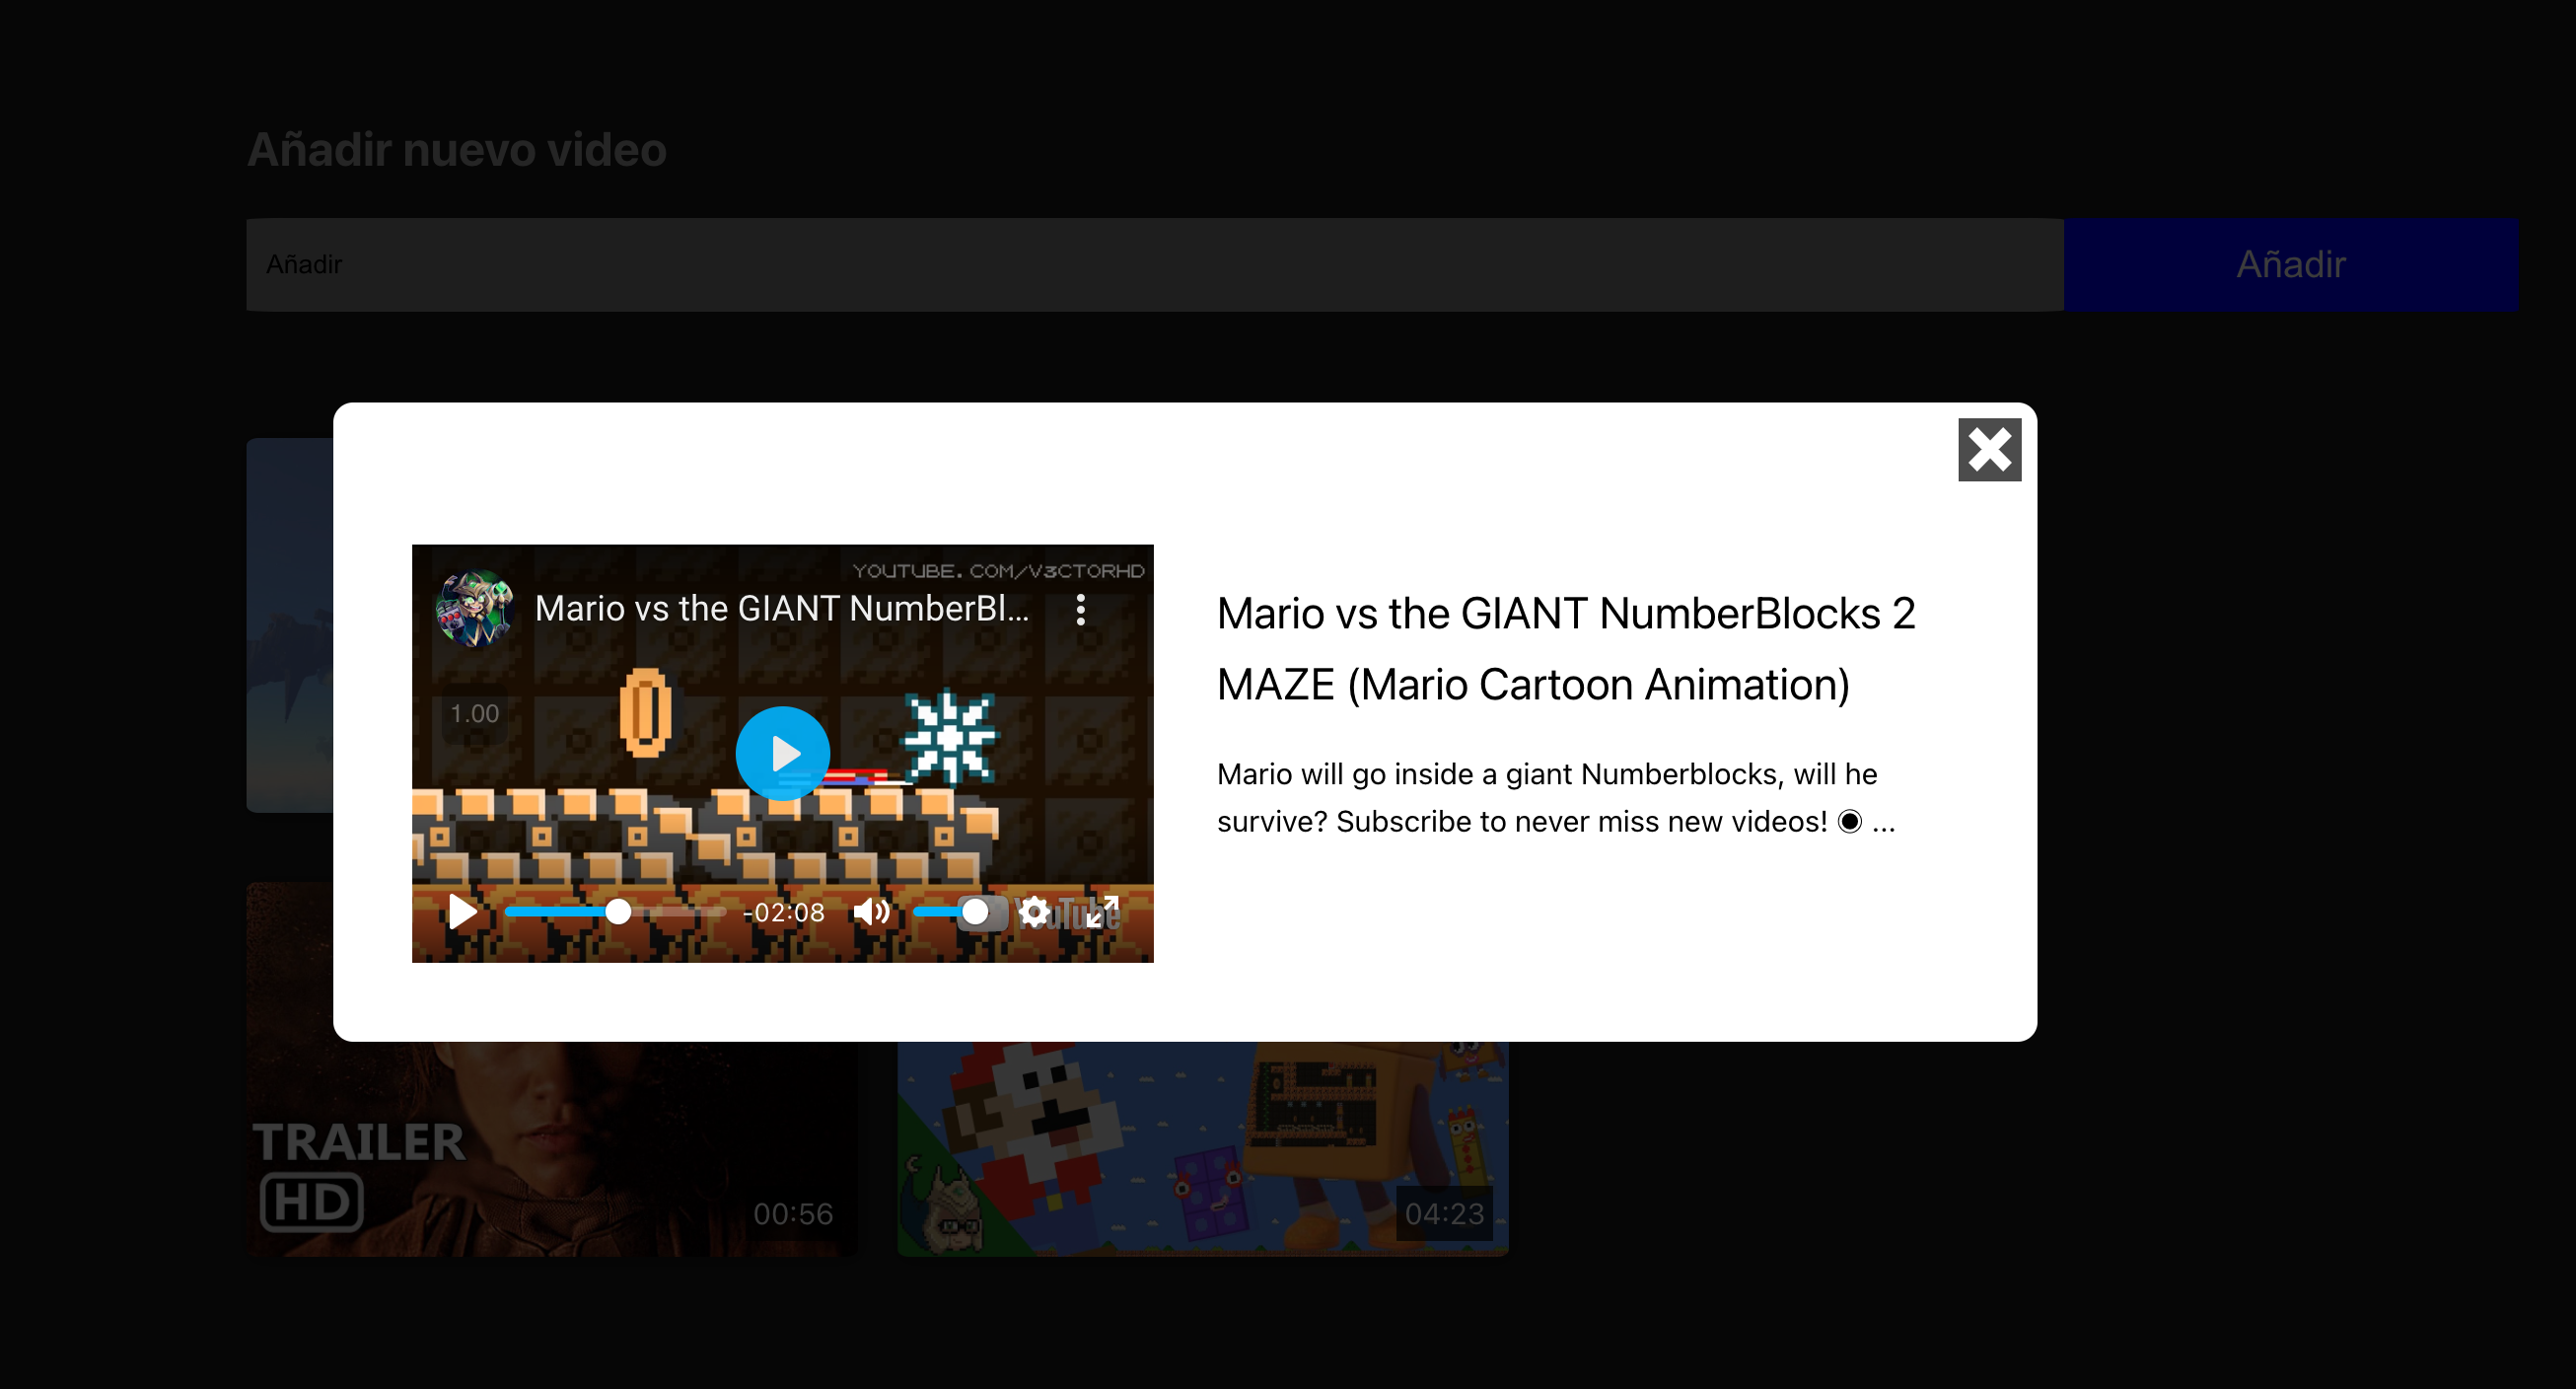 Añadir nuevo video
Añadir
Añadir
YOUTUBE.COM/V3CTORHD
Mario vs the GIANT NumberBl...
1.00
-02:08
YouTube
Mario vs the GIANT NumberBlocks 2
MAZE (Mario Cartoon Animation)
Mario will go inside a giant Numberblocks, will he
survive? Subscribe to never miss new videos! ◉ ...
TRAILER
HD
00:56
04:23